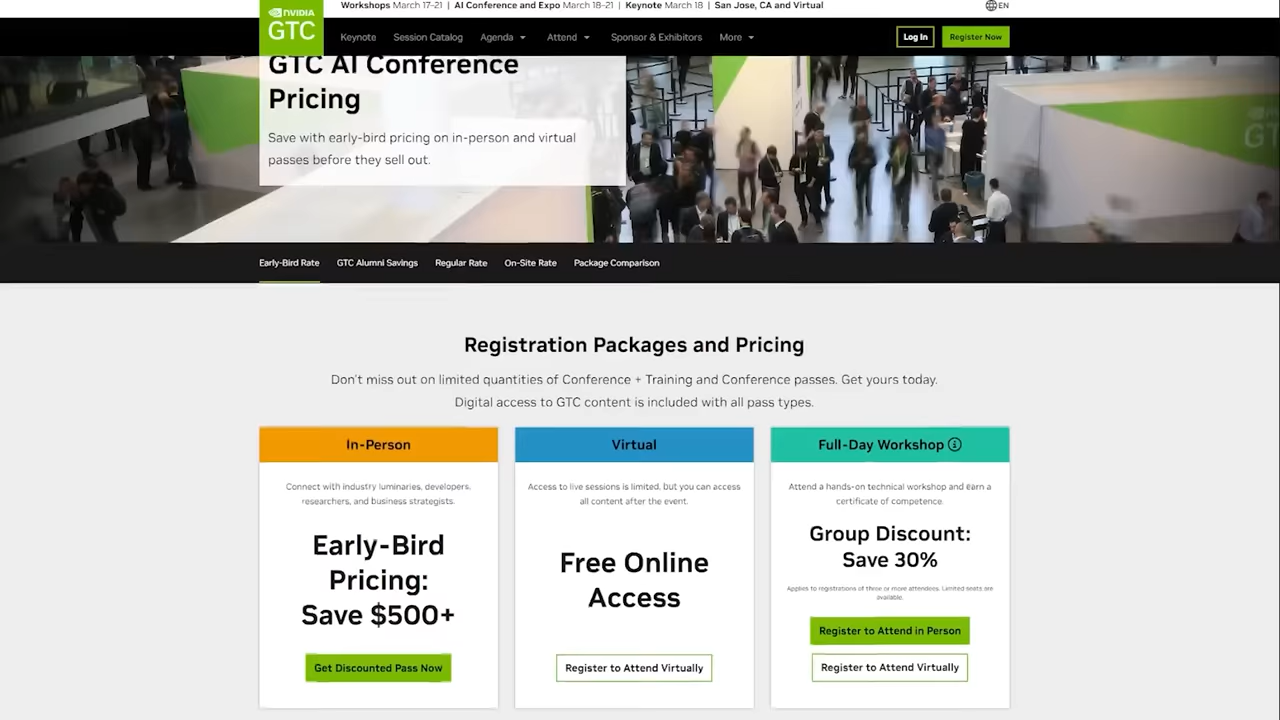 Workshops March 17-21 | AI Conference and Expo March 18-21 | Keynote March 18 | San Jose, CA and Virtual
EN
NVIDIA
GTC
Keynote Session Catalog Agenda Attend Sponsor & Exhibitors More
Log In
Register Now
GTC AI Conference
Pricing
Save with early-bird pricing on in-person and virtual
passes before they sell out.
Early-Bird Rate GTC Alumni Savings Regular Rate On-Site Rate Package Comparison
Registration Packages and Pricing
Don't miss out on limited quantities of Conference + Training and Conference passes. Get yours today.
Digital access to GTC content is included with all pass types.
In-Person
Connect with industry luminaries, developers,
researchers, and business strategists.
Early-Bird
Pricing:
Save $500+
Get Discounted Pass Now
Virtual
Access to live sessions is limited, but you can access
all content after the event.
Free Online
Access
Register to Attend Virtually
Full-Day Workshop
Attend a hands-on technical workshop and earn a
certificate of competence.
Group Discount:
Save 30%
Applies to registrations of three or more attendees. Limited seats are
available.
Register to Attend in Person
Register to Attend Virtually